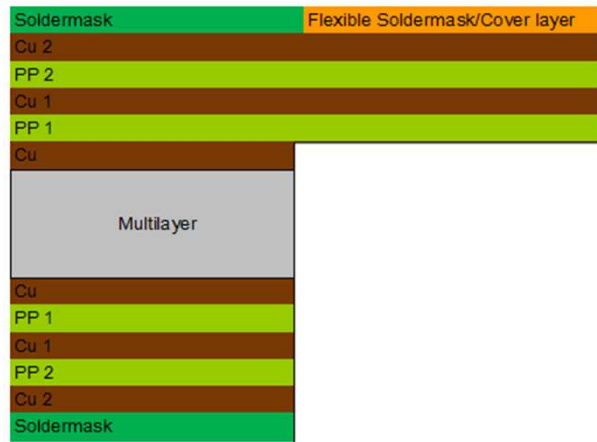 Soldermask
Flexible Soldermask/Cover layer
Cu 2
PP 2
Cu 1
PP 1
Cu
Multilayer
Cu
PP 1
Cu 1
PP 2
Cu 2
Soldermask